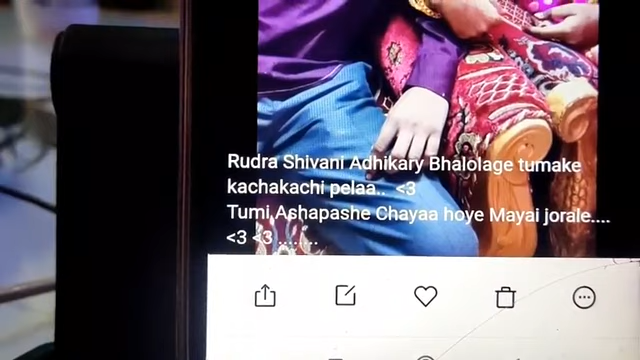 Rudra Shivani Adhikary Bhalolage tumake
kachakachi pelaa.. <3
Tumi Ashapashe Chayaa hoye Mayai jorale....
<3 <3 ........